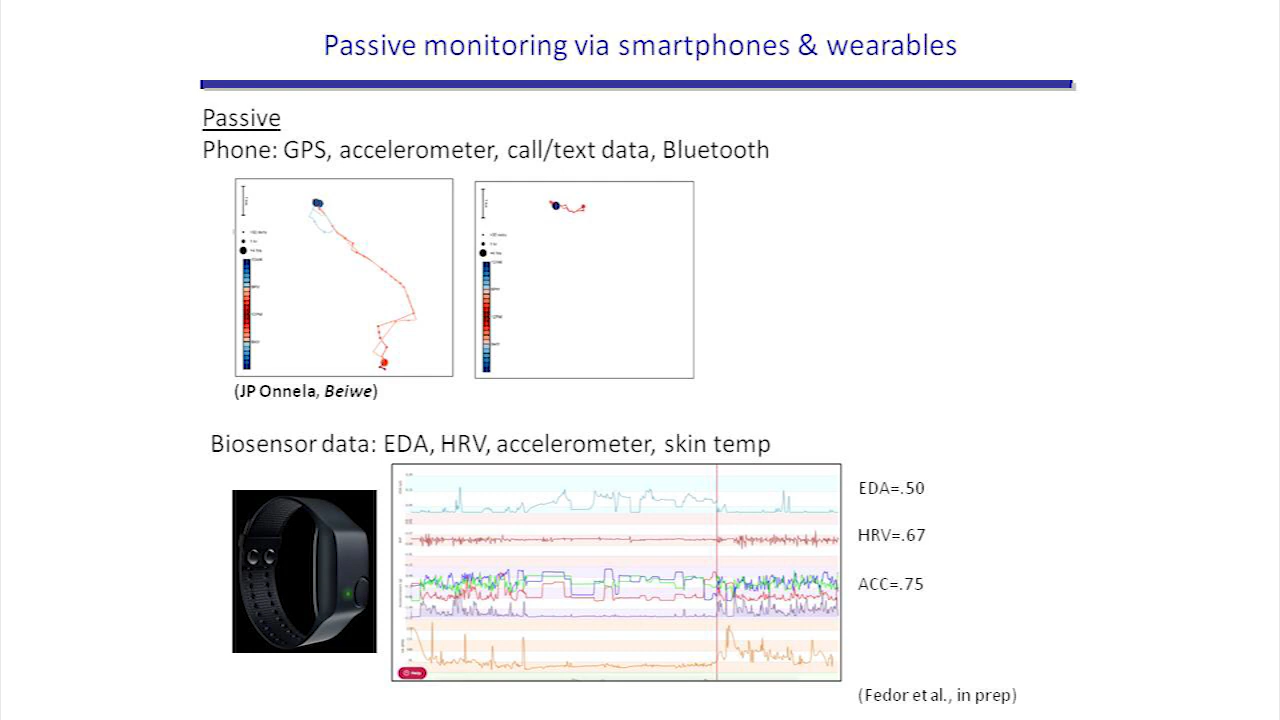 Passive monitoring via smartphones & wearables
Passive
Phone: GPS, accelerometer, call/text data, Bluetooth
(JP Onnela, Beiwe)
Biosensor data: EDA, HRV, accelerometer, skin temp
EDA=.50
HRV=.67
ACC=.75
Help
(Fedor et al., in prep)